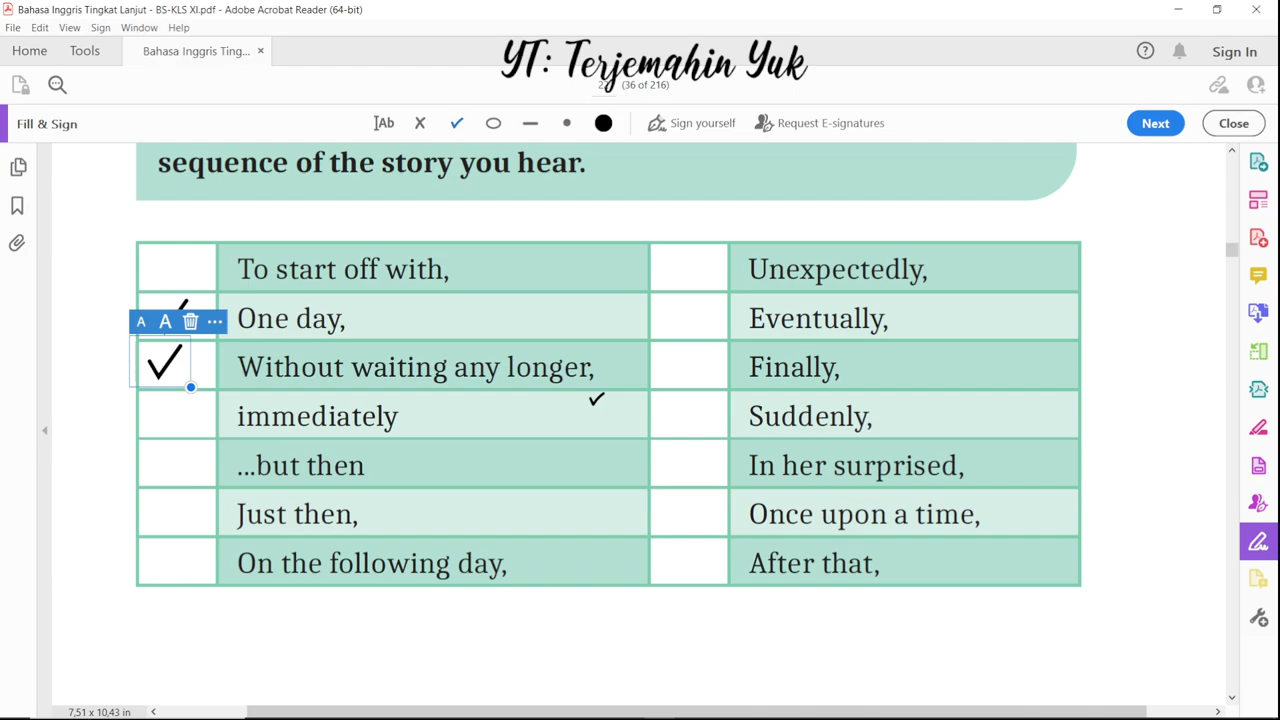 Bahasa Inggris Tingkat Lanjut - BS-KLS XI.pdf - Adobe Acrobat Reader (64-bit)
File Edit View Sign Window Help
Home Tools Bahasa Inggris Ting... × Sign In
YT: Terjemahin Yuk
(36 of 216)
Fill & Sign Ab Sign yourself Request E-signatures Next Close
sequence of the story you hear.
To start off with, Unexpectedly,
One day, Eventually,
A A
Without waiting any longer, Finally,
immediately Suddenly,
...but then In her surprised,
Just then, Once upon a time,
On the following day, After that,
7,51 x 10,43 in